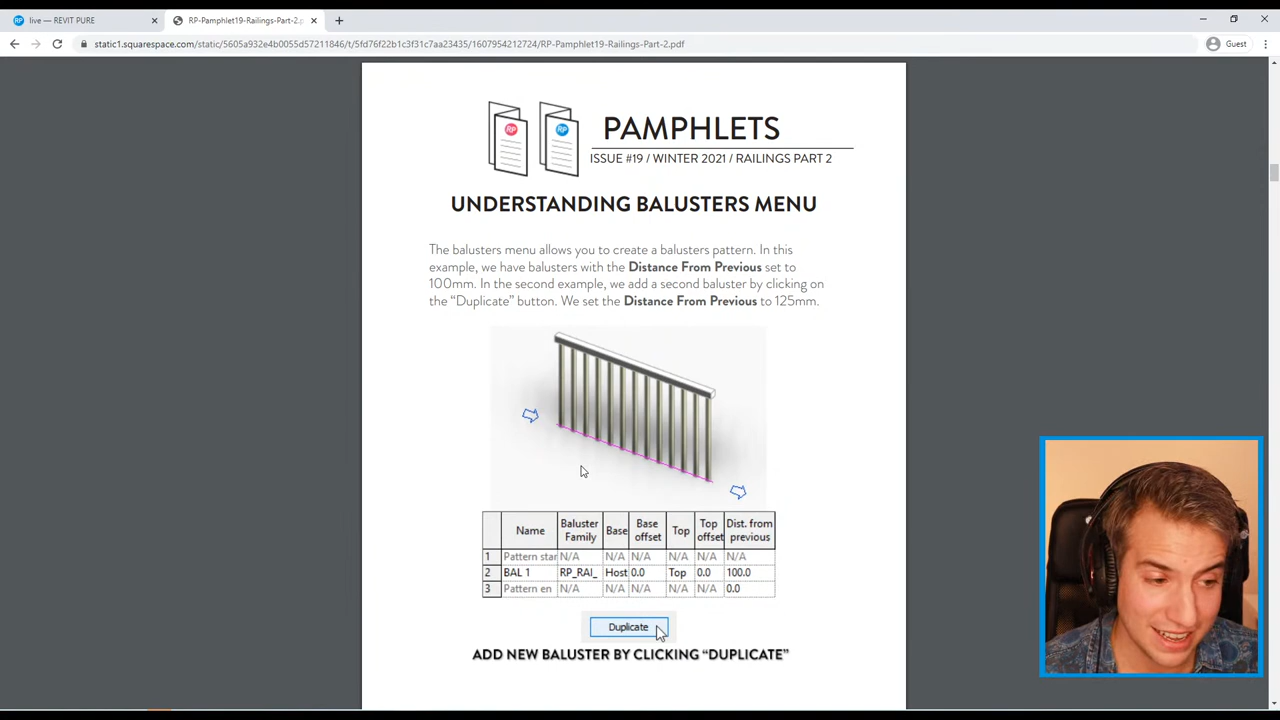 live — REVIT PURE
RP-Pamphlet19-Railings-Part-2.p
static1.squarespace.com/static/5605a932e4b0055d57211846/t/5fd76f22b1c3f31c7aa23435/1607954212724/RP-Pamphlet19-Railings-Part-2.pdf
Guest
RP
RP
PAMPHLETS
ISSUE #19 / WINTER 2021 / RAILINGS PART 2
UNDERSTANDING BALUSTERS MENU
The balusters menu allows you to create a balusters pattern. In this
example, we have balusters with the Distance From Previous set to
100mm. In the second example, we add a second baluster by clicking on
the “Duplicate” button. We set the Distance From Previous to 125mm.
Name Baluster Family Base Base offset Top Top offset Dist. from previous
1 Pattern star N/A N/A N/A N/A N/A N/A
2 BAL 1 RP_RAI_ Host 0.0 Top 0.0 100.0
3 Pattern en N/A N/A N/A N/A N/A 0.0
Duplicate
ADD NEW BALUSTER BY CLICKING “DUPLICATE”